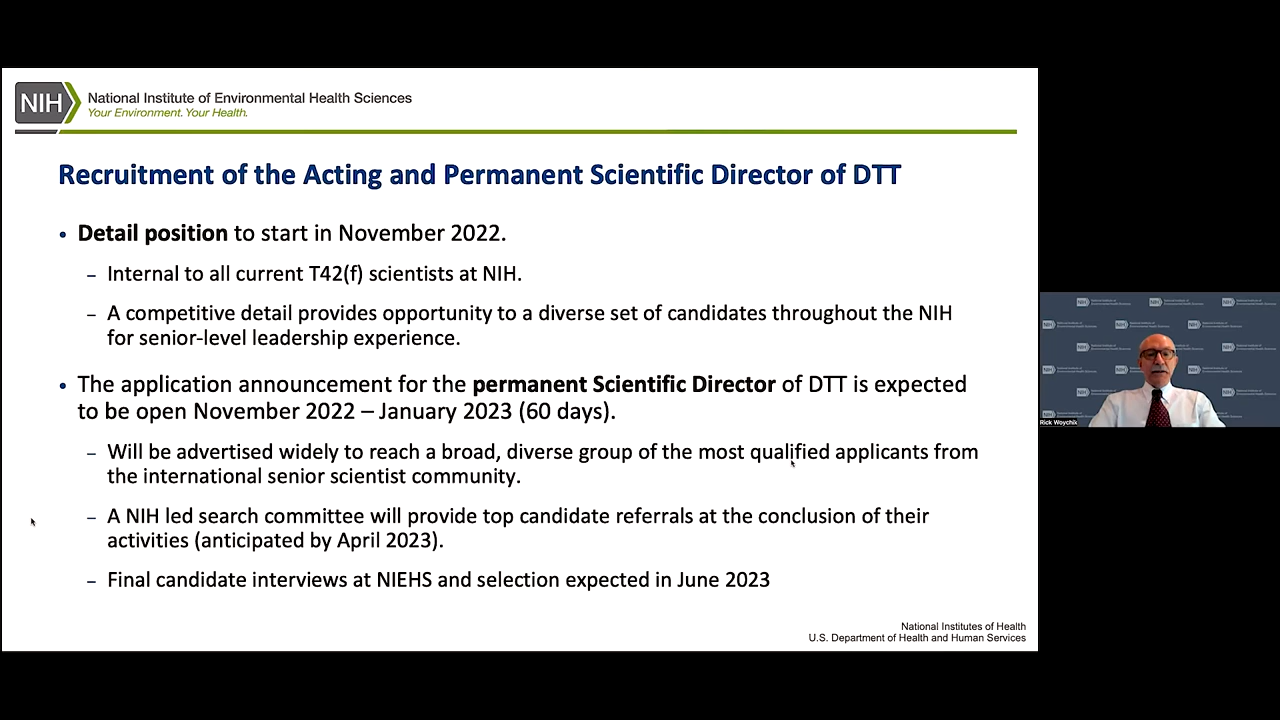 NIH
National Institute of Environmental Health Sciences
Your Environment. Your Health.
Recruitment of the Acting and Permanent Scientific Director of DTT
• Detail position to start in November 2022.
– Internal to all current T42(f) scientists at NIH.
– A competitive detail provides opportunity to a diverse set of candidates throughout the NIH
for senior-level leadership experience.
• The application announcement for the permanent Scientific Director of DTT is expected
to be open November 2022 – January 2023 (60 days).
– Will be advertised widely to reach a broad, diverse group of the most qualified applicants from
the international senior scientist community.
– A NIH led search committee will provide top candidate referrals at the conclusion of their
activities (anticipated by April 2023).
– Final candidate interviews at NIEHS and selection expected in June 2023
National Institutes of Health
U.S. Department of Health and Human Services
Rick Woychik